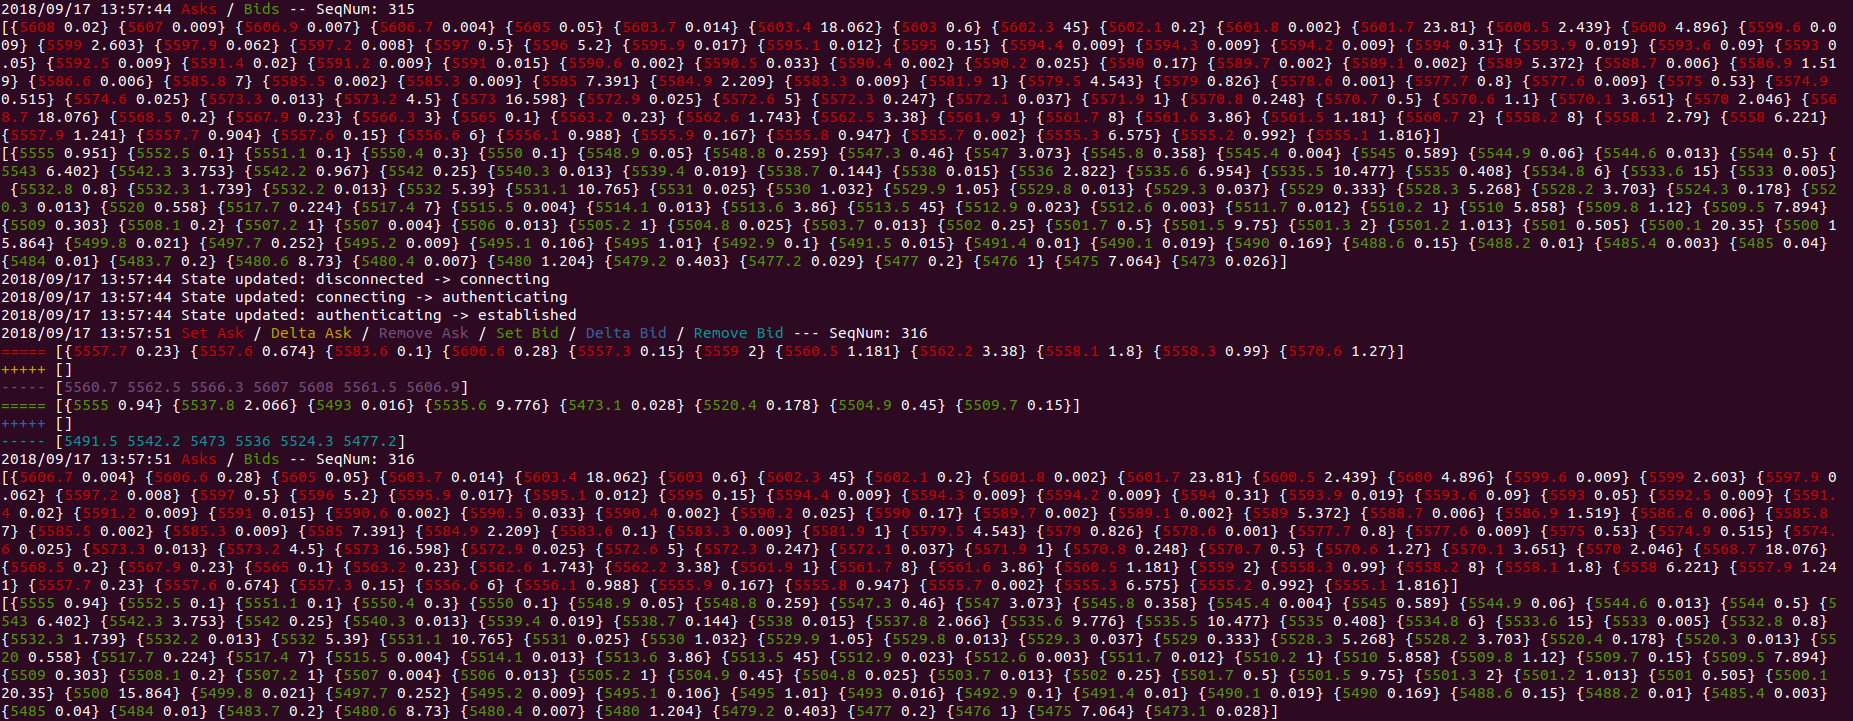 2018/09/17 13:57:44 Asks / Bids -- SeqNum: 315
[{5608 0.02} {5607 0.009} {5606.9 0.007} {5606.7 0.004} {5605 0.05} {5603.7 0.014} {5603.4 18.062} {5603 0.6} {5602.3 45} {5602.1 0.2} {5601.8 0.002} {5601.7 23.81} {5600.5 2.439} {5600 4.896} {5599.6 0.0
09} {5599 2.603} {5597.9 0.062} {5597.2 0.008} {5597 0.5} {5596 5.2} {5595.9 0.017} {5595.1 0.012} {5595 0.15} {5594.4 0.009} {5594.3 0.009} {5594.2 0.009} {5594 0.31} {5593.9 0.019} {5593.6 0.09} {5593 0
.05} {5592.5 0.009} {5591.4 0.02} {5591.2 0.009} {5591 0.015} {5590.6 0.002} {5590.5 0.033} {5590.4 0.002} {5590.2 0.025} {5590 0.17} {5589.7 0.002} {5589.1 0.002} {5589 5.372} {5588.7 0.006} {5586.9 1.51
9} {5586.6 0.006} {5585.8 7} {5585.5 0.002} {5585.3 0.009} {5585 7.391} {5584.9 2.209} {5583.3 0.009} {5581.9 1} {5579.5 4.543} {5579 0.826} {5578.6 0.001} {5577.7 0.8} {5577.6 0.009} {5575 0.53} {5574.9 
0.515} {5574.6 0.025} {5573.3 0.013} {5573.2 4.5} {5573 16.598} {5572.9 0.025} {5572.6 5} {5572.3 0.247} {5572.1 0.037} {5571.9 1} {5570.8 0.248} {5570.7 0.5} {5570.6 1.1} {5570.1 3.651} {5570 2.046} {556
8.7 18.076} {5568.5 0.2} {5567.9 0.23} {5566.3 3} {5565 0.1} {5563.2 0.23} {5562.6 1.743} {5562.5 3.38} {5561.9 1} {5561.7 8} {5561.6 3.86} {5561.5 1.181} {5560.7 2} {5558.2 8} {5558.1 2.79} {5558 6.221} 
{5557.9 1.241} {5557.7 0.904} {5557.6 0.15} {5556.6 6} {5556.1 0.988} {5555.9 0.167} {5555.8 0.947} {5555.7 0.002} {5555.3 6.575} {5555.2 0.992} {5555.1 1.816}]
[{5555 0.951} {5552.5 0.1} {5551.1 0.1} {5550.4 0.3} {5550 0.1} {5548.9 0.05} {5548.8 0.259} {5547.3 0.46} {5547 3.073} {5545.8 0.358} {5545.4 0.004} {5545 0.589} {5544.9 0.06} {5544.6 0.013} {5544 0.5} {
5543 6.402} {5542.3 3.753} {5542.2 0.967} {5542 0.25} {5540.3 0.013} {5539.4 0.019} {5538.7 0.144} {5538 0.015} {5536 2.822} {5535.6 6.954} {5535.5 10.477} {5535 0.408} {5534.8 6} {5533.6 15} {5533 0.005}
{5532.8 0.8} {5532.3 1.739} {5532.2 0.013} {5532 5.39} {5531.1 10.765} {5531 0.025} {5530 1.032} {5529.9 1.05} {5529.8 0.013} {5529.3 0.037} {5529 0.333} {5528.3 5.268} {5528.2 3.703} {5524.3 0.178} {552
0.3 0.013} {5520 0.558} {5517.7 0.224} {5517.4 7} {5515.5 0.004} {5514.1 0.013} {5513.6 3.86} {5513.5 45} {5512.9 0.023} {5512.6 0.003} {5511.7 0.012} {5510.2 1} {5510 5.858} {5509.8 1.12} {5509.5 7.894} 
{5509 0.303} {5508.1 0.2} {5507.2 1} {5507 0.004} {5506 0.013} {5505.2 1} {5504.8 0.025} {5503.7 0.013} {5502 0.25} {5501.7 0.5} {5501.5 9.75} {5501.3 2} {5501.2 1.013} {5501 0.505} {5500.1 20.35} {5500 1
5.864} {5499.8 0.021} {5497.7 0.252} {5495.2 0.009} {5495.1 0.106} {5495 1.01} {5492.9 0.1} {5491.5 0.015} {5491.4 0.01} {5490.1 0.019} {5490 0.169} {5488.6 0.15} {5488.2 0.01} {5485.4 0.003} {5485 0.04} 
{5484 0.01} {5483.7 0.2} {5480.6 8.73} {5480.4 0.007} {5480 1.204} {5479.2 0.403} {5477.2 0.029} {5477 0.2} {5476 1} {5475 7.064} {5473 0.026}]
2018/09/17 13:57:44 State updated: disconnected -> connecting
2018/09/17 13:57:44 State updated: connecting -> authenticating
2018/09/17 13:57:44 State updated: authenticating -> established
2018/09/17 13:57:51 Set Ask / Delta Ask / Remove Ask / Set Bid / Delta Bid / Remove Bid --- SeqNum: 316
===== [{5557.7 0.23} {5557.6 0.674} {5583.6 0.1} {5606.6 0.28} {5557.3 0.15} {5559 2} {5560.5 1.181} {5562.2 3.38} {5558.1 1.8} {5558.3 0.99} {5570.6 1.27}]
+++++ []
----- [5560.7 5562.5 5566.3 5607 5608 5561.5 5606.9]
===== [{5555 0.94} {5537.8 2.066} {5493 0.016} {5535.6 9.776} {5473.1 0.028} {5520.4 0.178} {5504.9 0.45} {5509.7 0.15}]
+++++ []
----- [5491.5 5542.2 5473 5536 5524.3 5477.2]
2018/09/17 13:57:51 Asks / Bids -- SeqNum: 316
[{5606.7 0.004} {5606.6 0.28} {5605 0.05} {5603.7 0.014} {5603.4 18.062} {5603 0.6} {5602.3 45} {5602.1 0.2} {5601.8 0.002} {5601.7 23.81} {5600.5 2.439} {5600 4.896} {5599.6 0.009} {5599 2.603} {5597.9 0
.062} {5597.2 0.008} {5597 0.5} {5596 5.2} {5595.9 0.017} {5595.1 0.012} {5595 0.15} {5594.4 0.009} {5594.3 0.009} {5594.2 0.009} {5594 0.31} {5593.9 0.019} {5593.6 0.09} {5593 0.05} {5592.5 0.009} {5591.
4 0.02} {5591.2 0.009} {5591 0.015} {5590.6 0.002} {5590.5 0.033} {5590.4 0.002} {5590.2 0.025} {5590 0.17} {5589.7 0.002} {5589.1 0.002} {5589 5.372} {5588.7 0.006} {5586.9 1.519} {5586.6 0.006} {5585.8 
7} {5585.5 0.002} {5585.3 0.009} {5585 7.391} {5584.9 2.209} {5583.6 0.1} {5583.3 0.009} {5581.9 1} {5579.5 4.543} {5579 0.826} {5578.6 0.001} {5577.7 0.8} {5577.6 0.009} {5575 0.53} {5574.9 0.515} {5574.
6 0.025} {5573.3 0.013} {5573.2 4.5} {5573 16.598} {5572.9 0.025} {5572.6 5} {5572.3 0.247} {5572.1 0.037} {5571.9 1} {5570.8 0.248} {5570.7 0.5} {5570.6 1.27} {5570.1 3.651} {5570 2.046} {5568.7 18.076} 
{5568.5 0.2} {5567.9 0.23} {5565 0.1} {5563.2 0.23} {5562.6 1.743} {5562.2 3.38} {5561.9 1} {5561.7 8} {5561.6 3.86} {5560.5 1.181} {5559 2} {5558.3 0.99} {5558.2 8} {5558.1 1.8} {5558 6.221} {5557.9 1.24
1} {5557.7 0.23} {5557.6 0.674} {5557.3 0.15} {5556.6 6} {5556.1 0.988} {5555.9 0.167} {5555.8 0.947} {5555.7 0.002} {5555.3 6.575} {5555.2 0.992} {5555.1 1.816}]
[{5555 0.94} {5552.5 0.1} {5551.1 0.1} {5550.4 0.3} {5550 0.1} {5548.9 0.05} {5548.8 0.259} {5547.3 0.46} {5547 3.073} {5545.8 0.358} {5545.4 0.004} {5545 0.589} {5544.9 0.06} {5544.6 0.013} {5544 0.5} {5
543 6.402} {5542.3 3.753} {5542 0.25} {5540.3 0.013} {5539.4 0.019} {5538.7 0.144} {5538 0.015} {5537.8 2.066} {5535.6 9.776} {5535.5 10.477} {5535 0.408} {5534.8 6} {5533.6 15} {5533 0.005} {5532.8 0.8} 
{5532.3 1.739} {5532.2 0.013} {5532 5.39} {5531.1 10.765} {5531 0.025} {5530 1.032} {5529.9 1.05} {5529.8 0.013} {5529.3 0.037} {5529 0.333} {5528.3 5.268} {5528.2 3.703} {5520.4 0.178} {5520.3 0.013} {55
20 0.558} {5517.7 0.224} {5517.4 7} {5515.5 0.004} {5514.1 0.013} {5513.6 3.86} {5513.5 45} {5512.9 0.023} {5512.6 0.003} {5511.7 0.012} {5510.2 1} {5510 5.858} {5509.8 1.12} {5509.7 0.15} {5509.5 7.894} 
{5509 0.303} {5508.1 0.2} {5507.2 1} {5507 0.004} {5506 0.013} {5505.2 1} {5504.9 0.45} {5504.8 0.025} {5503.7 0.013} {5502 0.25} {5501.7 0.5} {5501.5 9.75} {5501.3 2} {5501.2 1.013} {5501 0.505} {5500.1 
20.35} {5500 15.864} {5499.8 0.021} {5497.7 0.252} {5495.2 0.009} {5495.1 0.106} {5495 1.01} {5493 0.016} {5492.9 0.1} {5491.4 0.01} {5490.1 0.019} {5490 0.169} {5488.6 0.15} {5488.2 0.01} {5485.4 0.003} 
{5485 0.04} {5484 0.01} {5483.7 0.2} {5480.6 8.73} {5480.4 0.007} {5480 1.204} {5479.2 0.403} {5477 0.2} {5476 1} {5475 7.064} {5473.1 0.028}]